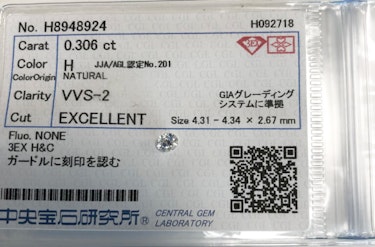 No. H8948924 H092718
Carat 0.306 ct
Color H JJA/AGL認定No.201
ColorOrigin NATURAL
Clarity VVS-2 GIAグレーディング
システムに準拠
Cut EXCELLENT Size 4.31 - 4.34 × 2.67 mm
Fluo. NONE
3EX H&C
ガードルに刻印を認む
中央宝石研究所® CENTRAL GEM
LABORATORY